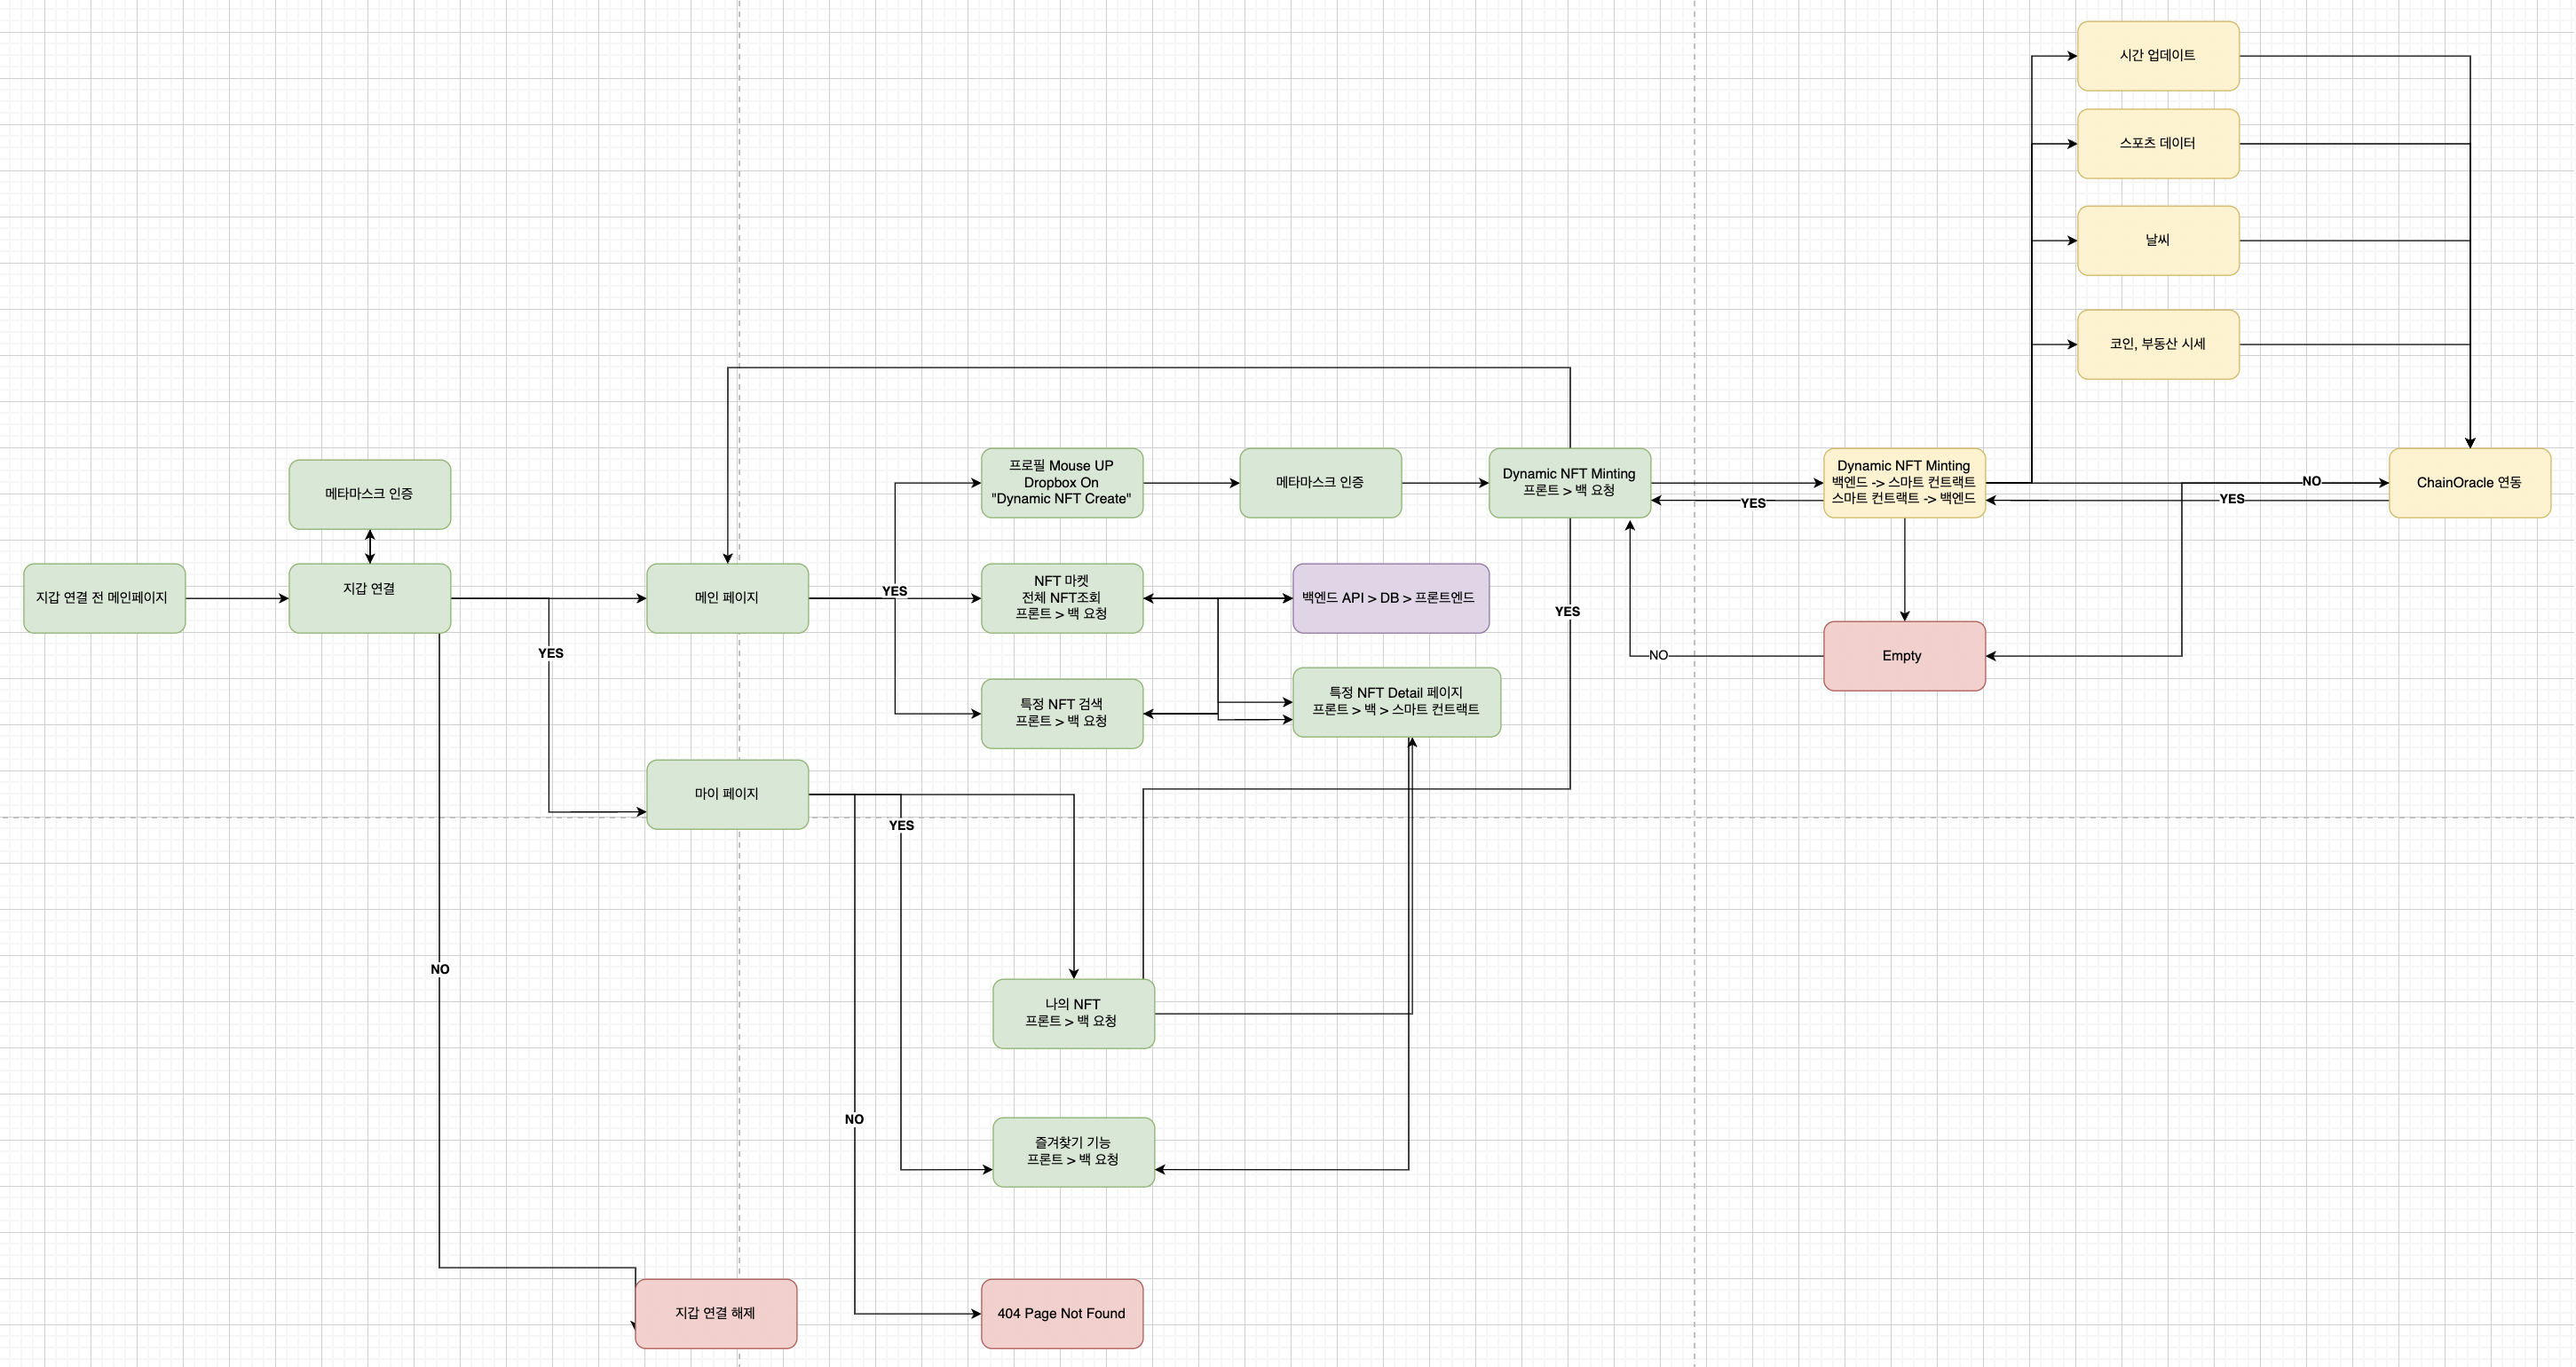 시간 업데이트
스포츠 데이터
날씨
코인, 부동산 시세
메타마스크 인증
프로필 Mouse UP
Dropbox On
"Dynamic NFT Create"
메타마스크 인증
Dynamic NFT Minting
프론트 > 백 요청
YES
Dynamic NFT Minting
백엔드 -> 스마트 컨트랙트
스마트 컨트랙트 -> 백엔드
NO
YES
ChainOracle 연동
지갑 연결 전 메인페이지
지갑 연결
메인 페이지
YES
NFT 마켓
전체 NFT조회
프론트 > 백 요청
백엔드 API > DB > 프론트엔드
YES
YES
NO
Empty
특정 NFT 검색
프론트 > 백 요청
특정 NFT Detail 페이지
프론트 > 백 > 스마트 컨트랙트
마이 페이지
YES
NO
나의 NFT
프론트 > 백 요청
NO
즐겨찾기 기능
프론트 > 백 요청
지갑 연결 해제
404 Page Not Found